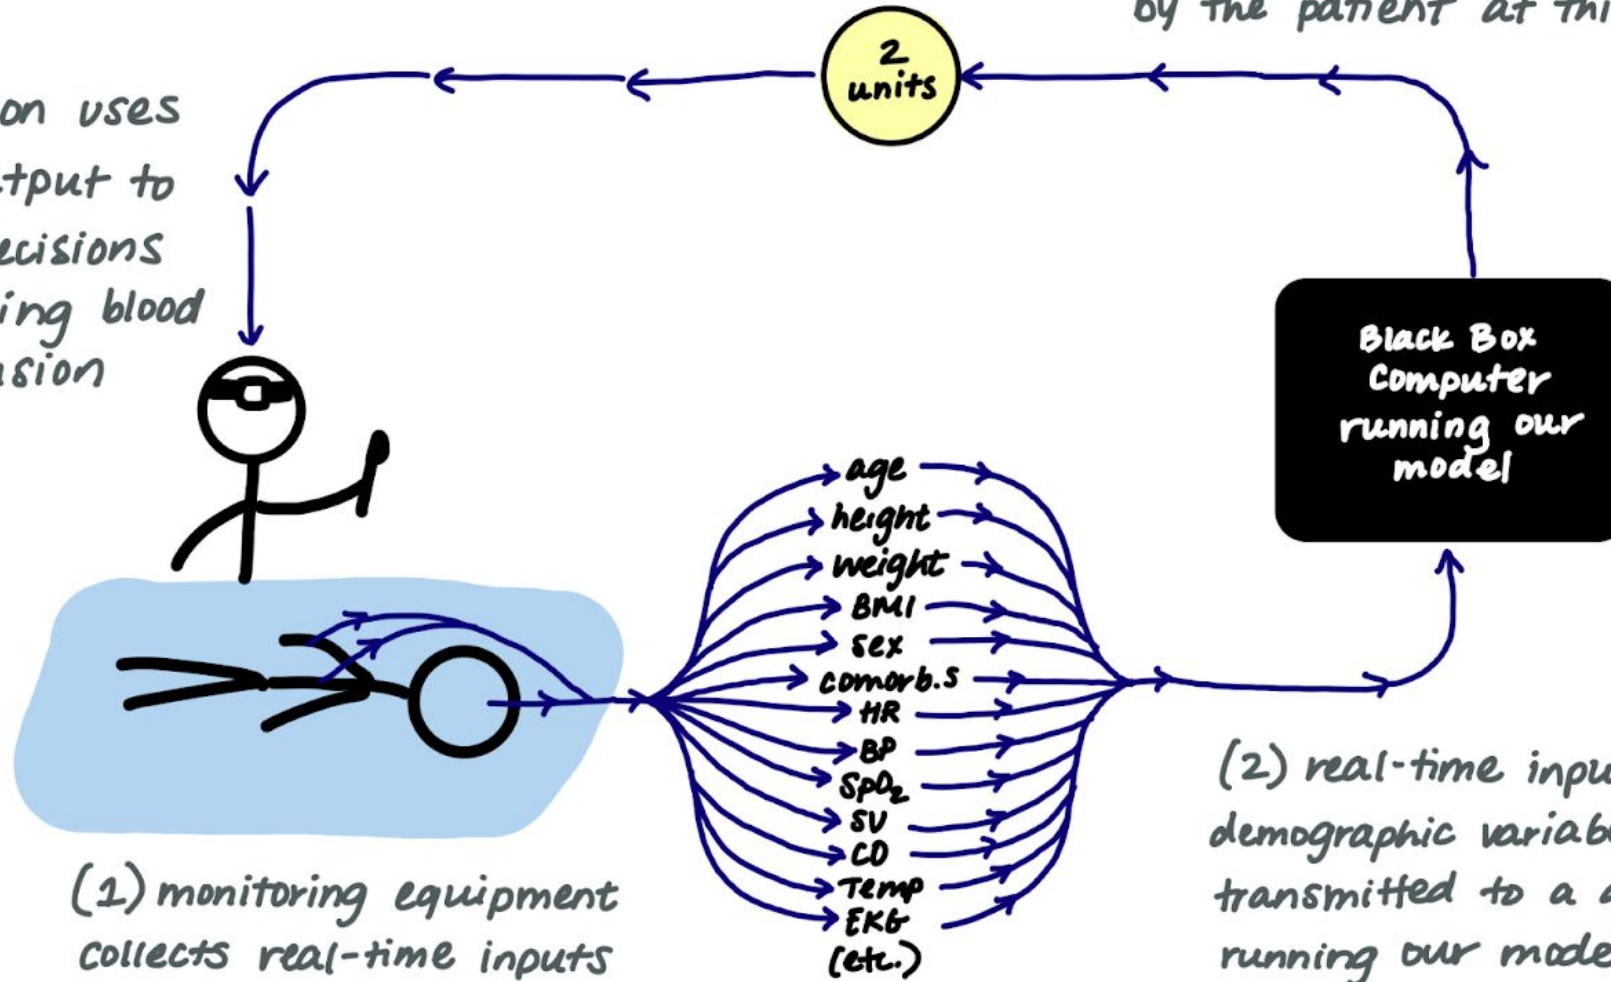 by the patient at thi
2
units
on uses
tput to
ecisions
ing blood
usion
Black Box
Computer
running our
model
age
height
weight
BMI
sex
comorb.s
HR
BP
SpO₂
SV
CO
Temp
EKG
(etc.)
(1) monitoring equipment
collects real-time inputs
(2) real-time inpu
demographic variab
transmitted to a
running our mode